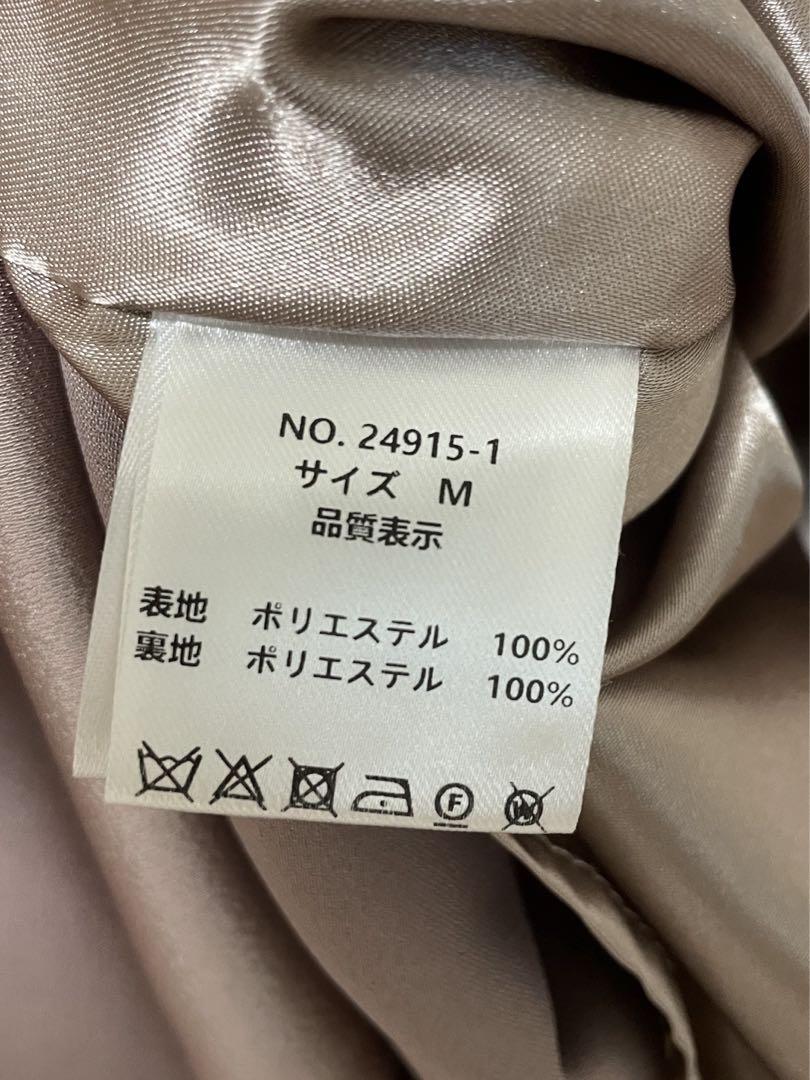 NO. 24915-1
サイズ M
品質表示
表地 ポリエステル 100%
裏地 ポリエステル 100%
F W